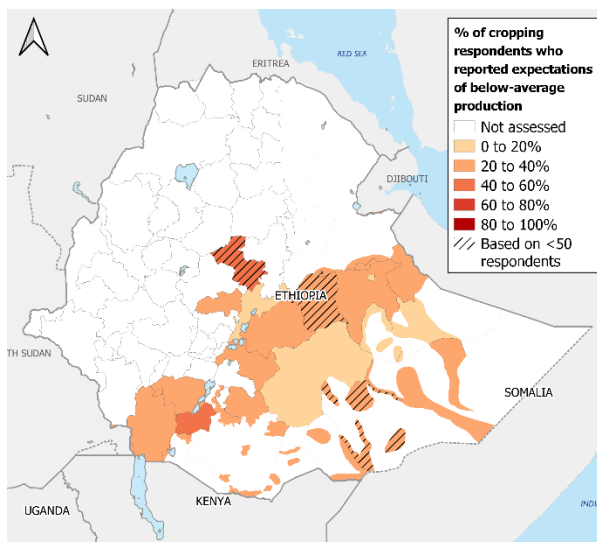 % of cropping
respondents who
reported expectations
of below-average
production
Not assessed
0 to 20%
20 to 40%
40 to 60%
60 to 80%
80 to 100%
Based on <50
respondents
RED SEA
ERITREA
SUDAN
DJIBOUTI
ETHIOPIA
TH SUDAN
SOMALIA
KENYA
UGANDA
INDI